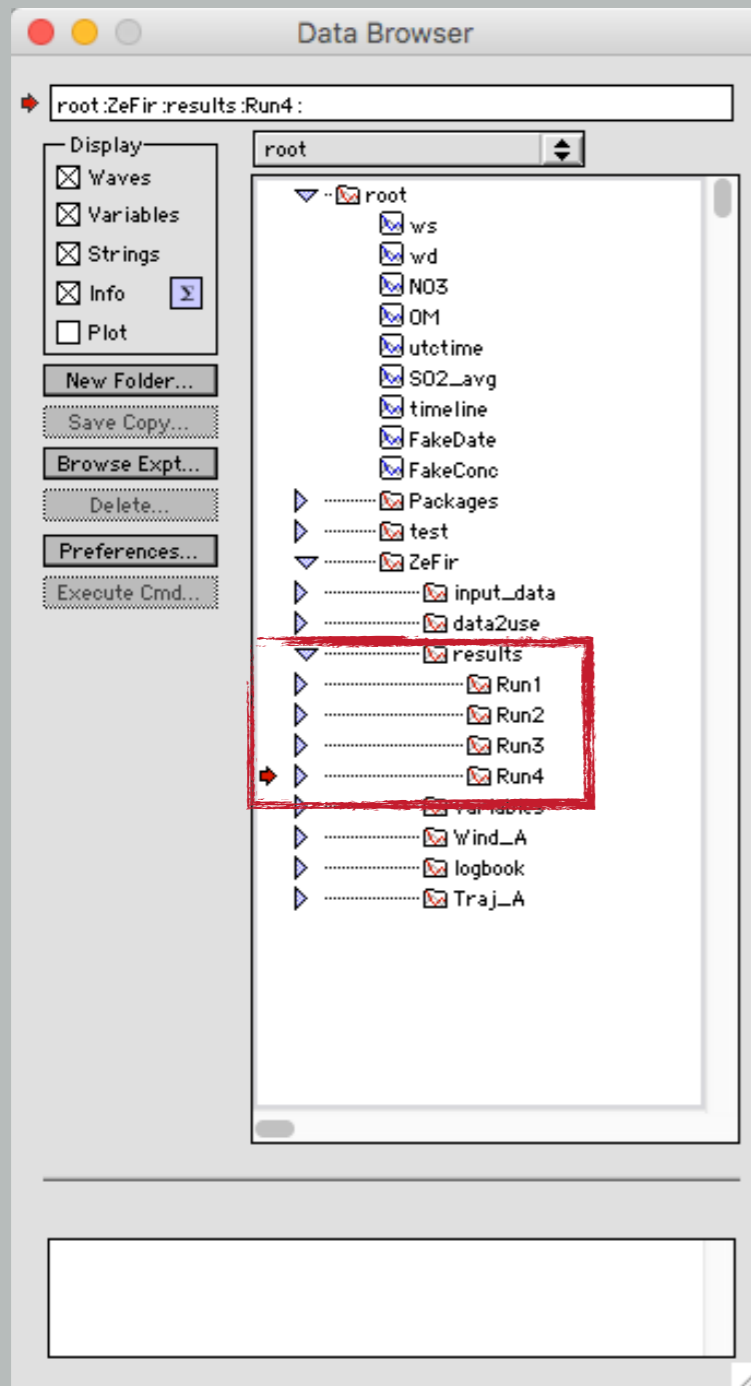 Data Browser
root:ZeFir:results:Run4:
Display
Waves
Variables
Strings
Info Σ
Plot
New Folder...
Save Copy...
Browse Expt...
Delete...
Preferences...
Execute Cmd...
root
root
ws
wd
NO3
OM
utctime
SO2_avg
timeline
FakeDate
FakeConc
Packages
test
ZeFir
input_data
data2use
results
Run1
Run2
Run3
Run4
Variables
Wind_A
logbook
Traj_A